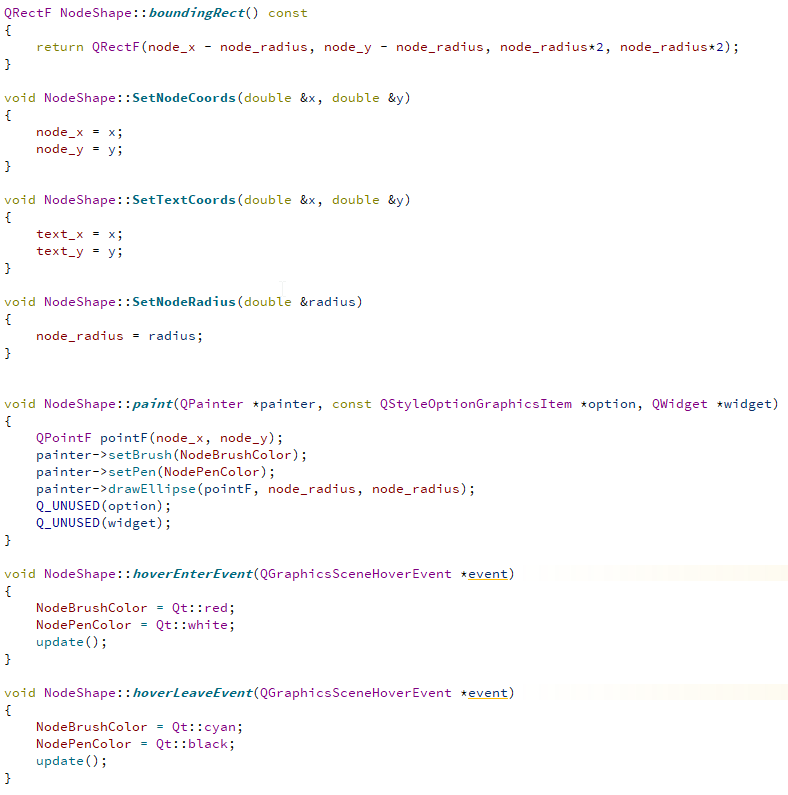 QRectF NodeShape::boundingRect() const
{
    return QRectF(node_x - node_radius, node_y - node_radius, node_radius*2, node_radius*2);
}

void NodeShape::SetNodeCoords(double &x, double &y)
{
    node_x = x;
    node_y = y;
}

void NodeShape::SetTextCoords(double &x, double &y)
{
    text_x = x;
    text_y = y;
}

void NodeShape::SetNodeRadius(double &radius)
{
    node_radius = radius;
}


void NodeShape::paint(QPainter *painter, const QStyleOptionGraphicsItem *option, QWidget *widget)
{
    QPointF pointF(node_x, node_y);
    painter->setBrush(NodeBrushColor);
    painter->setPen(NodePenColor);
    painter->drawEllipse(pointF, node_radius, node_radius);
    Q_UNUSED(option);
    Q_UNUSED(widget);
}

void NodeShape::hoverEnterEvent(QGraphicsSceneHoverEvent *event)
{
    NodeBrushColor = Qt::red;
    NodePenColor = Qt::white;
    update();
}

void NodeShape::hoverLeaveEvent(QGraphicsSceneHoverEvent *event)
{
    NodeBrushColor = Qt::cyan;
    NodePenColor = Qt::black;
    update();
}